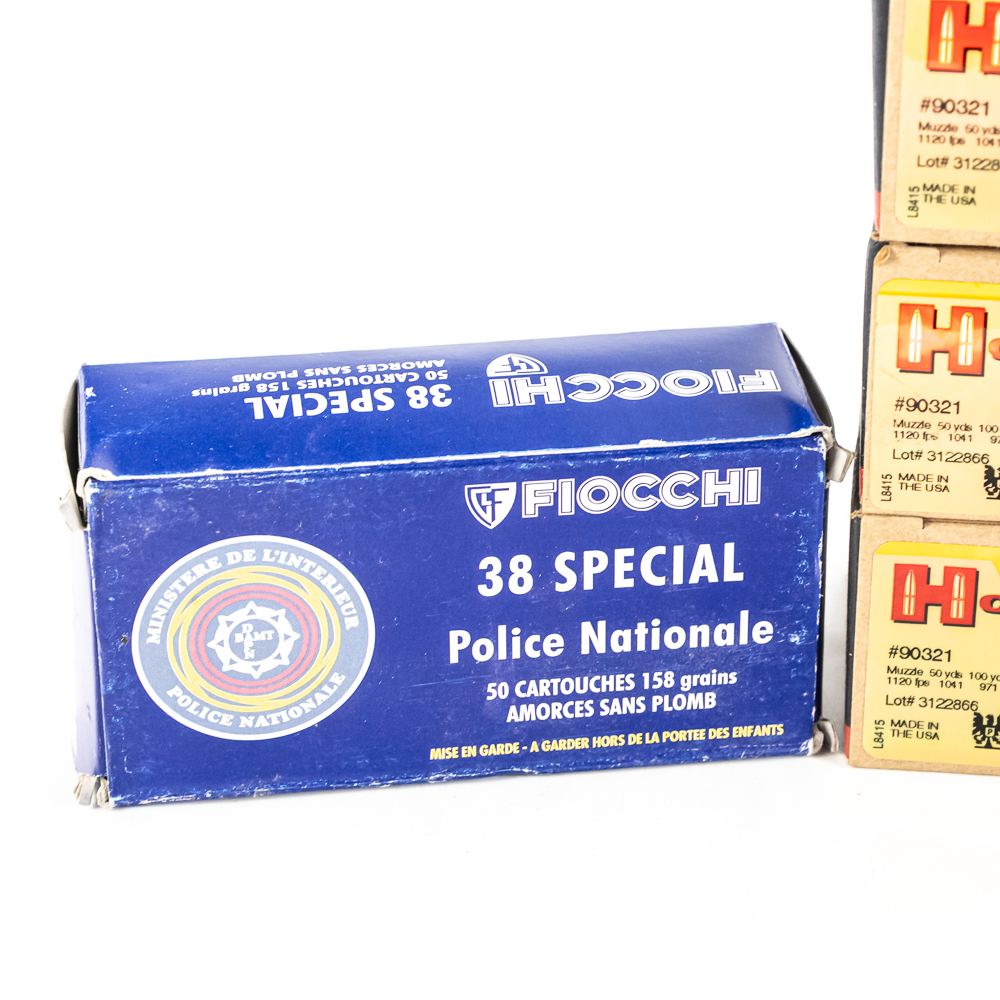 FIOCCHI
38 SPECIAL
50 CARTOUCHES 158 grains
AMORCES SANS PLOMB
FIOCCHI
38 SPECIAL
Police Nationale
50 CARTOUCHES 158 grains
AMORCES SANS PLOMB
MISE EN GARDE - A GARDER HORS DE LA PORTEE DES ENFANTS
MINISTERE DE L'INTERIEUR
POLICE NATIONALE
H
#90321
Muzzle 50 yds
1120 fps 1041
Lot# 312286
L8415
MADE IN
THE USA
H
#90321
Muzzle 50 yds 100
1120 fps 1041 97
Lot# 3122866
L8415
MADE IN
THE USA
H
#90321
Muzzle 50 yds 100 yd
1120 fps 1041 971
Lot# 3122866
L8415
MADE IN
THE USA
P